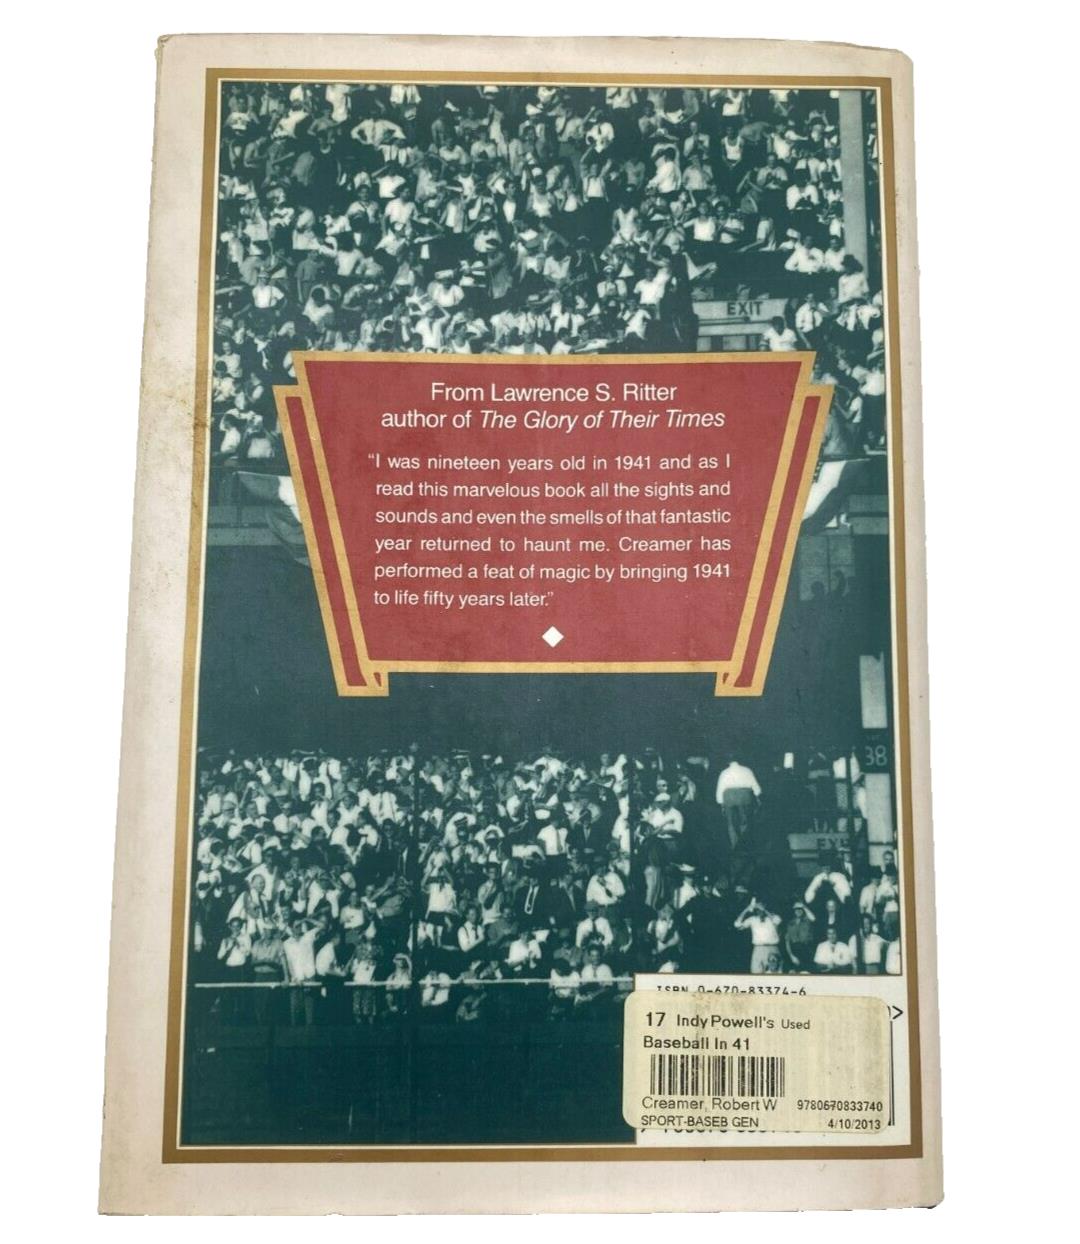 EXIT
From Lawrence S. Ritter
author of The Glory of Their Times
“I was nineteen years old in 1941 and as I
read this marvelous book all the sights and
sounds and even the smells of that fantastic
year returned to haunt me. Creamer has
performed a feat of magic by bringing 1941
to life fifty years later.”
38
EXIT
ISBN 0-670-83374-6
>
17 Indy Powell's Used
Baseball In 41
Creamer, Robert W 9780670833740
SPORT-BASEB GEN 4/10/2013